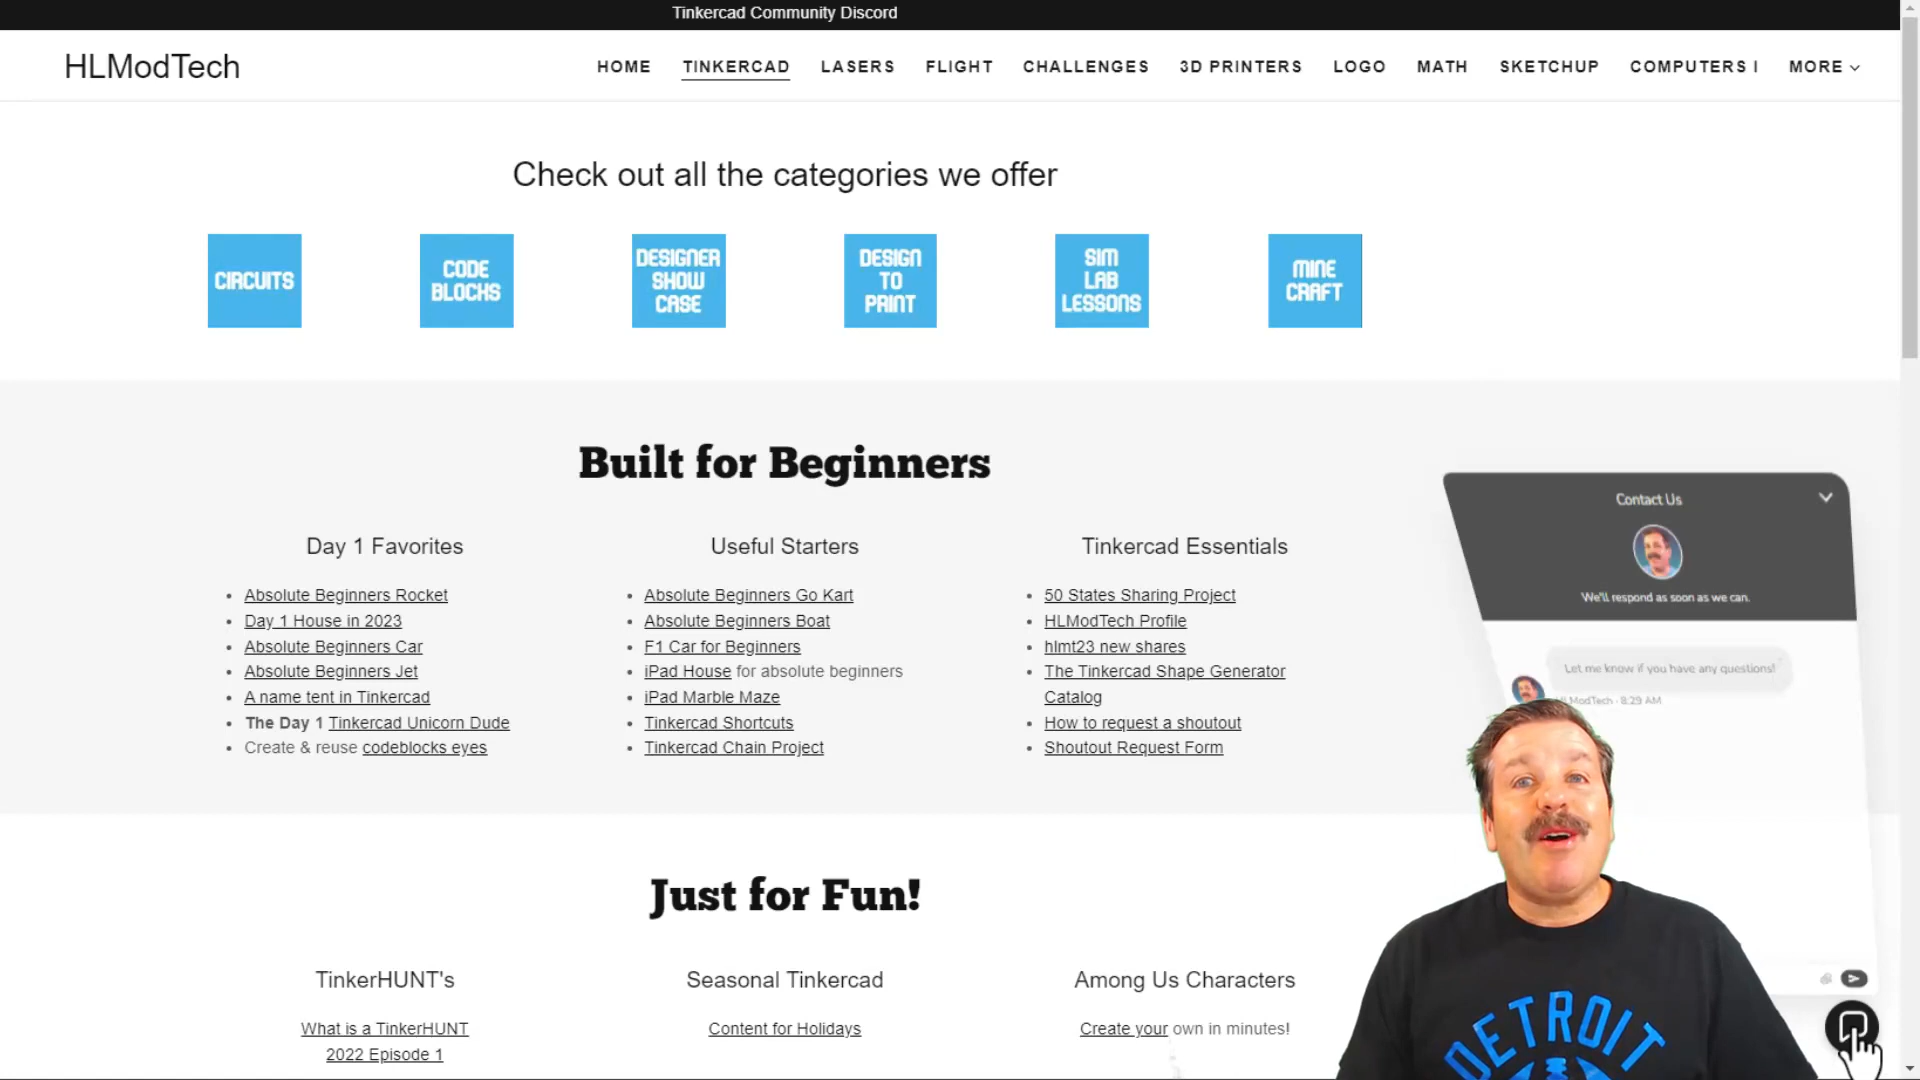 Tinkercad Community Discord
HLModTech
HOME TINKERCAD LASERS FLIGHT CHALLENGES 3D PRINTERS LOGO MATH SKETCHUP COMPUTERS I MORE
Check out all the categories we offer
CIRCUITS
CODE
BLOCKS
DESIGNER
SHOW
CASE
DESIGN
TO
PRINT
SIM
LAB
LESSONS
MINE
CRAFT
Built for Beginners
Day 1 Favorites
Absolute Beginners Rocket
Day 1 House in 2023
Absolute Beginners Car
Absolute Beginners Jet
A name tent in Tinkercad
The Day 1 Tinkercad Unicorn Dude
Create & reuse codeblocks eyes
Useful Starters
Absolute Beginners Go Kart
Absolute Beginners Boat
F1 Car for Beginners
iPad House for absolute beginners
iPad Marble Maze
Tinkercad Shortcuts
Tinkercad Chain Project
Tinkercad Essentials
50 States Sharing Project
HLModTech Profile
hlmt23 new shares
The Tinkercad Shape Generator
Catalog
How to request a shoutout
Shoutout Request Form
Contact Us
We'll respond as soon as we can.
Let me know if you have any questions!
ModTech · 8:29 AM
Just for Fun!
TinkerHUNT's
What is a TinkerHUNT
2022 Episode 1
Seasonal Tinkercad
Content for Holidays
Among Us Characters
Create your own in minutes!
DETROIT